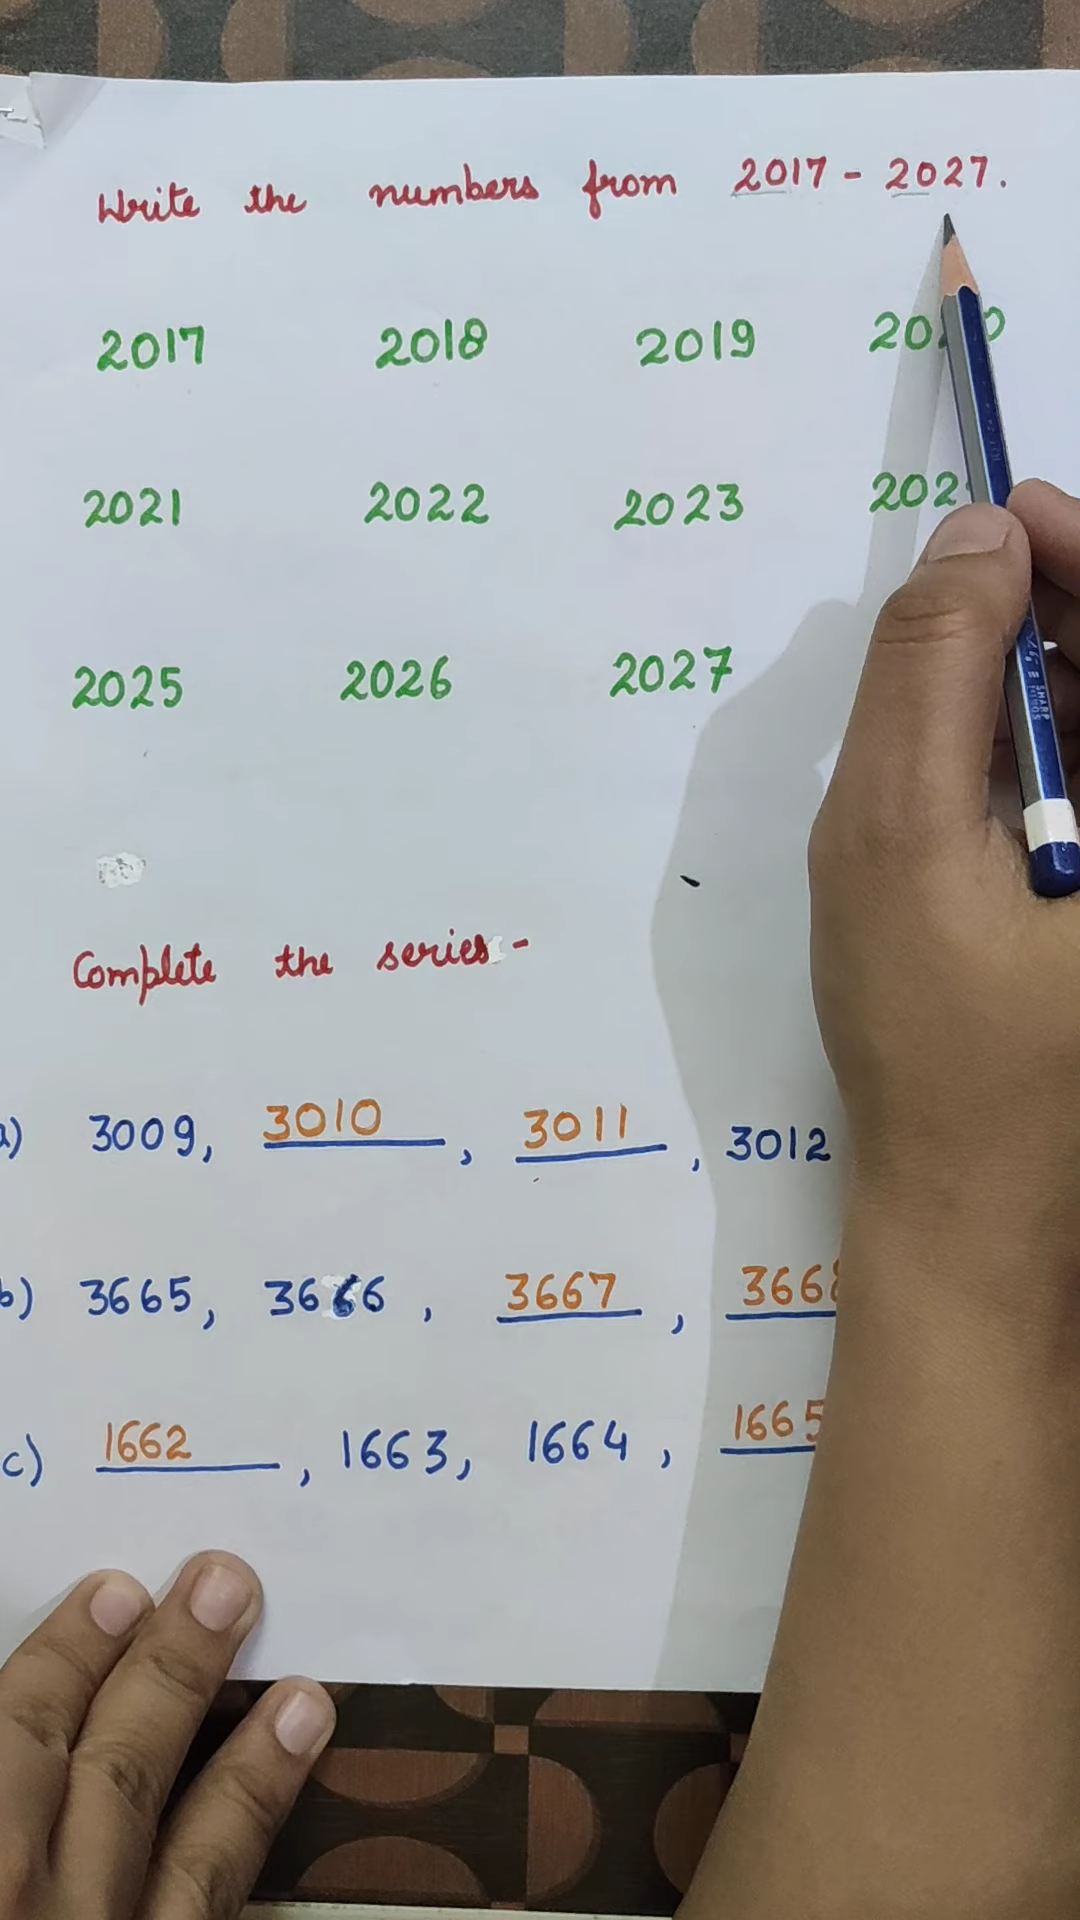 Write the numbers from 2017 - 2027.
2017 2018 2019
2021 2022 2023
2025 2026 2027
Complete the series -
a) 3009, 3010, 3011, 3012
b) 3665, 3666, 3667,
c) 1662, 1663, 1664, 1665